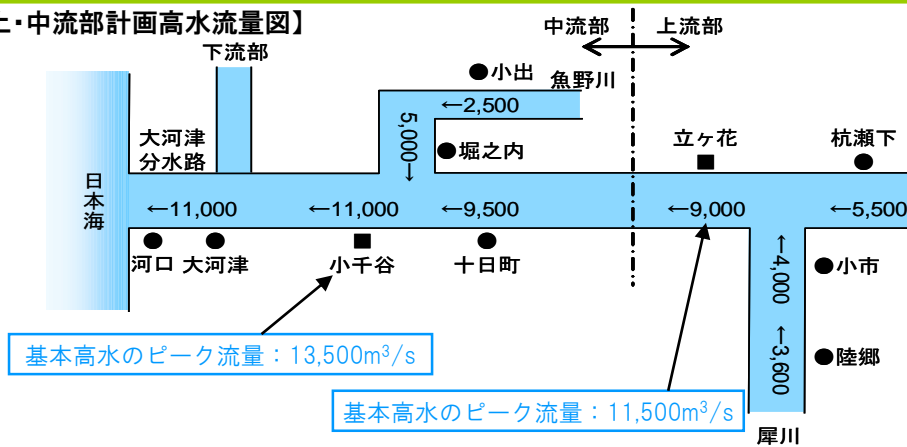 上・中流部計画高水流量図】
中流部
上流部
下流部
小出
魚野川
←2,500
大河津
分水路
5,000→
堀之内
立ヶ花
杭瀬下
日本海
←11,000
←11,000
←9,500
←9,000
←5,500
河口
大河津
小千谷
十日町
←4,000
小市
←3,600
陸郷
基本高水のピーク流量：13,500m³/s
基本高水のピーク流量：11,500m³/s
犀川